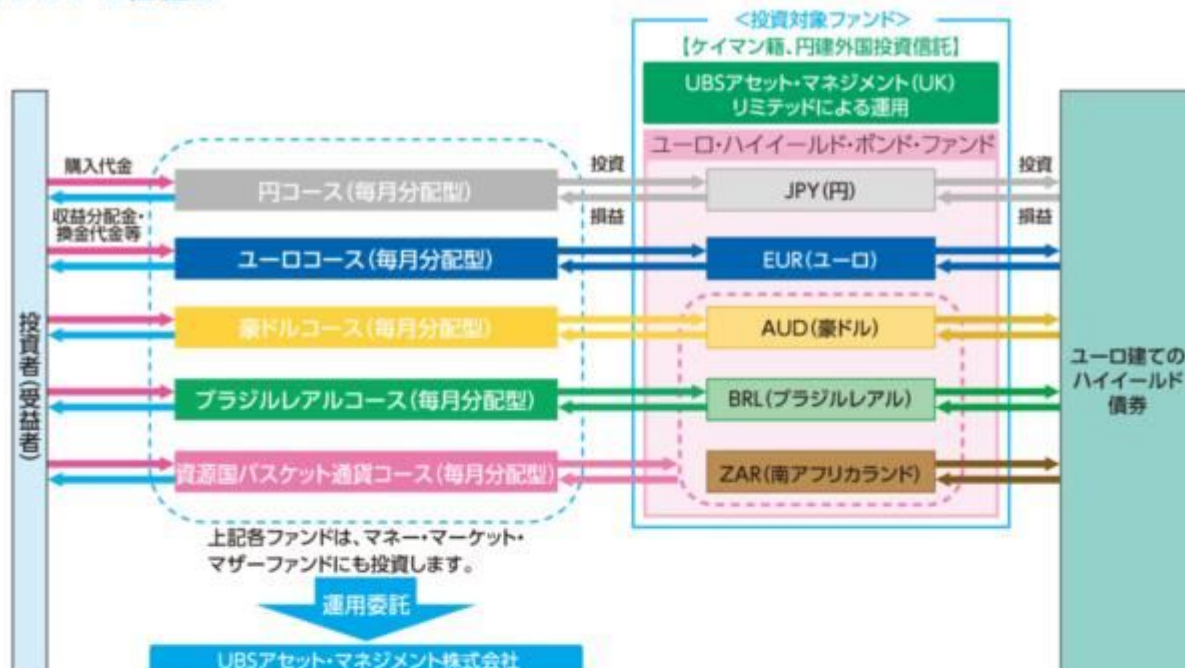 <投資対象ファンド>
【ケイマン籍、円建外国投資信託】
UBSアセット・マネジメント(UK)
リミテッドによる運用
ユーロ・ハイイールド・ボンド・ファンド
投資者(受益者)
購入代金
収益分配金・
換金代金等
円コース(毎月分配型)
投資
損益
JPY(円)
投資
損益
ユーロコース(毎月分配型)
EUR(ユーロ)
豪ドルコース(毎月分配型)
AUD(豪ドル)
ブラジルレアルコース(毎月分配型)
BRL(ブラジルレアル)
資源国バスケット通貨コース(毎月分配型)
ZAR(南アフリカランド)
ユーロ建ての
ハイイールド
債券
上記各ファンドは、マネー・マーケット・
マザーファンドにも投資します。
運用委託
UBSアセット・マネジメント株式会社